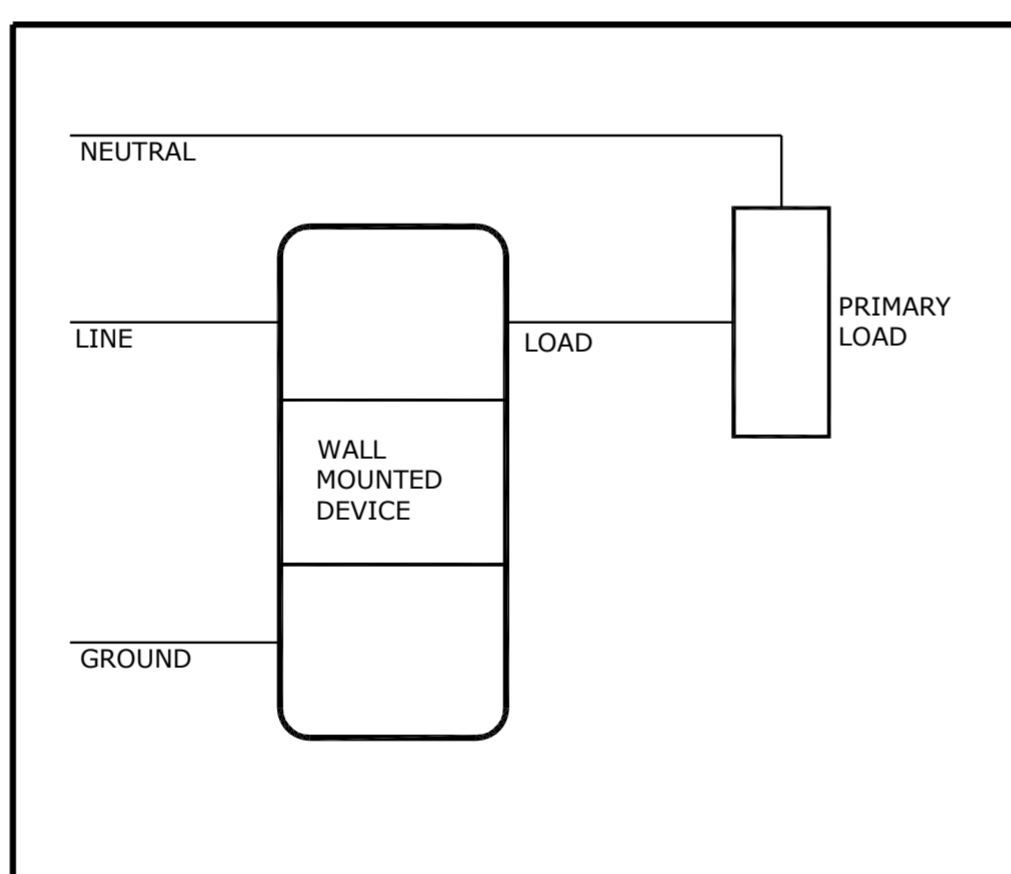 NEUTRAL
LINE
LOAD
PRIMARY
LOAD
WALL
MOUNTED
DEVICE
GROUND